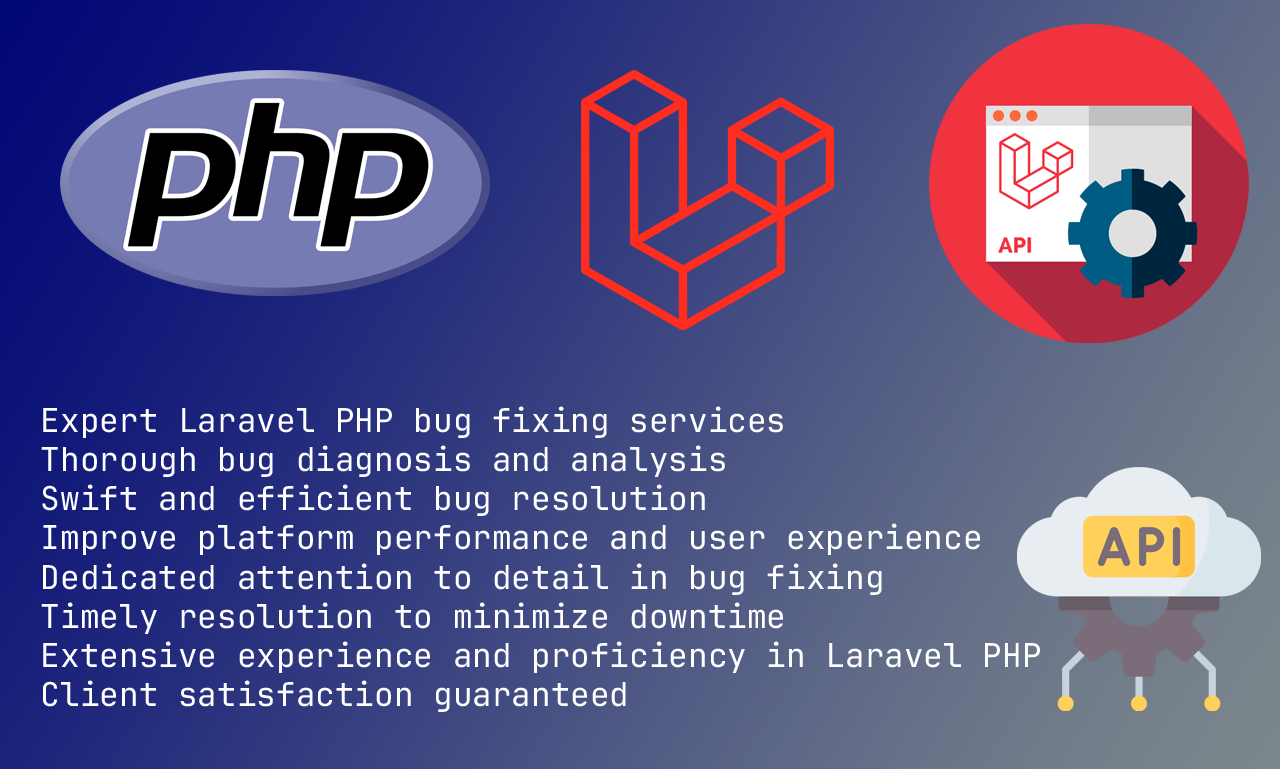 php
API
Expert Laravel PHP bug fixing services
Thorough bug diagnosis and analysis
Swift and efficient bug resolution
Improve platform performance and user experience
Dedicated attention to detail in bug fixing
Timely resolution to minimize downtime
Extensive experience and proficiency in Laravel PHP
Client satisfaction guaranteed
API